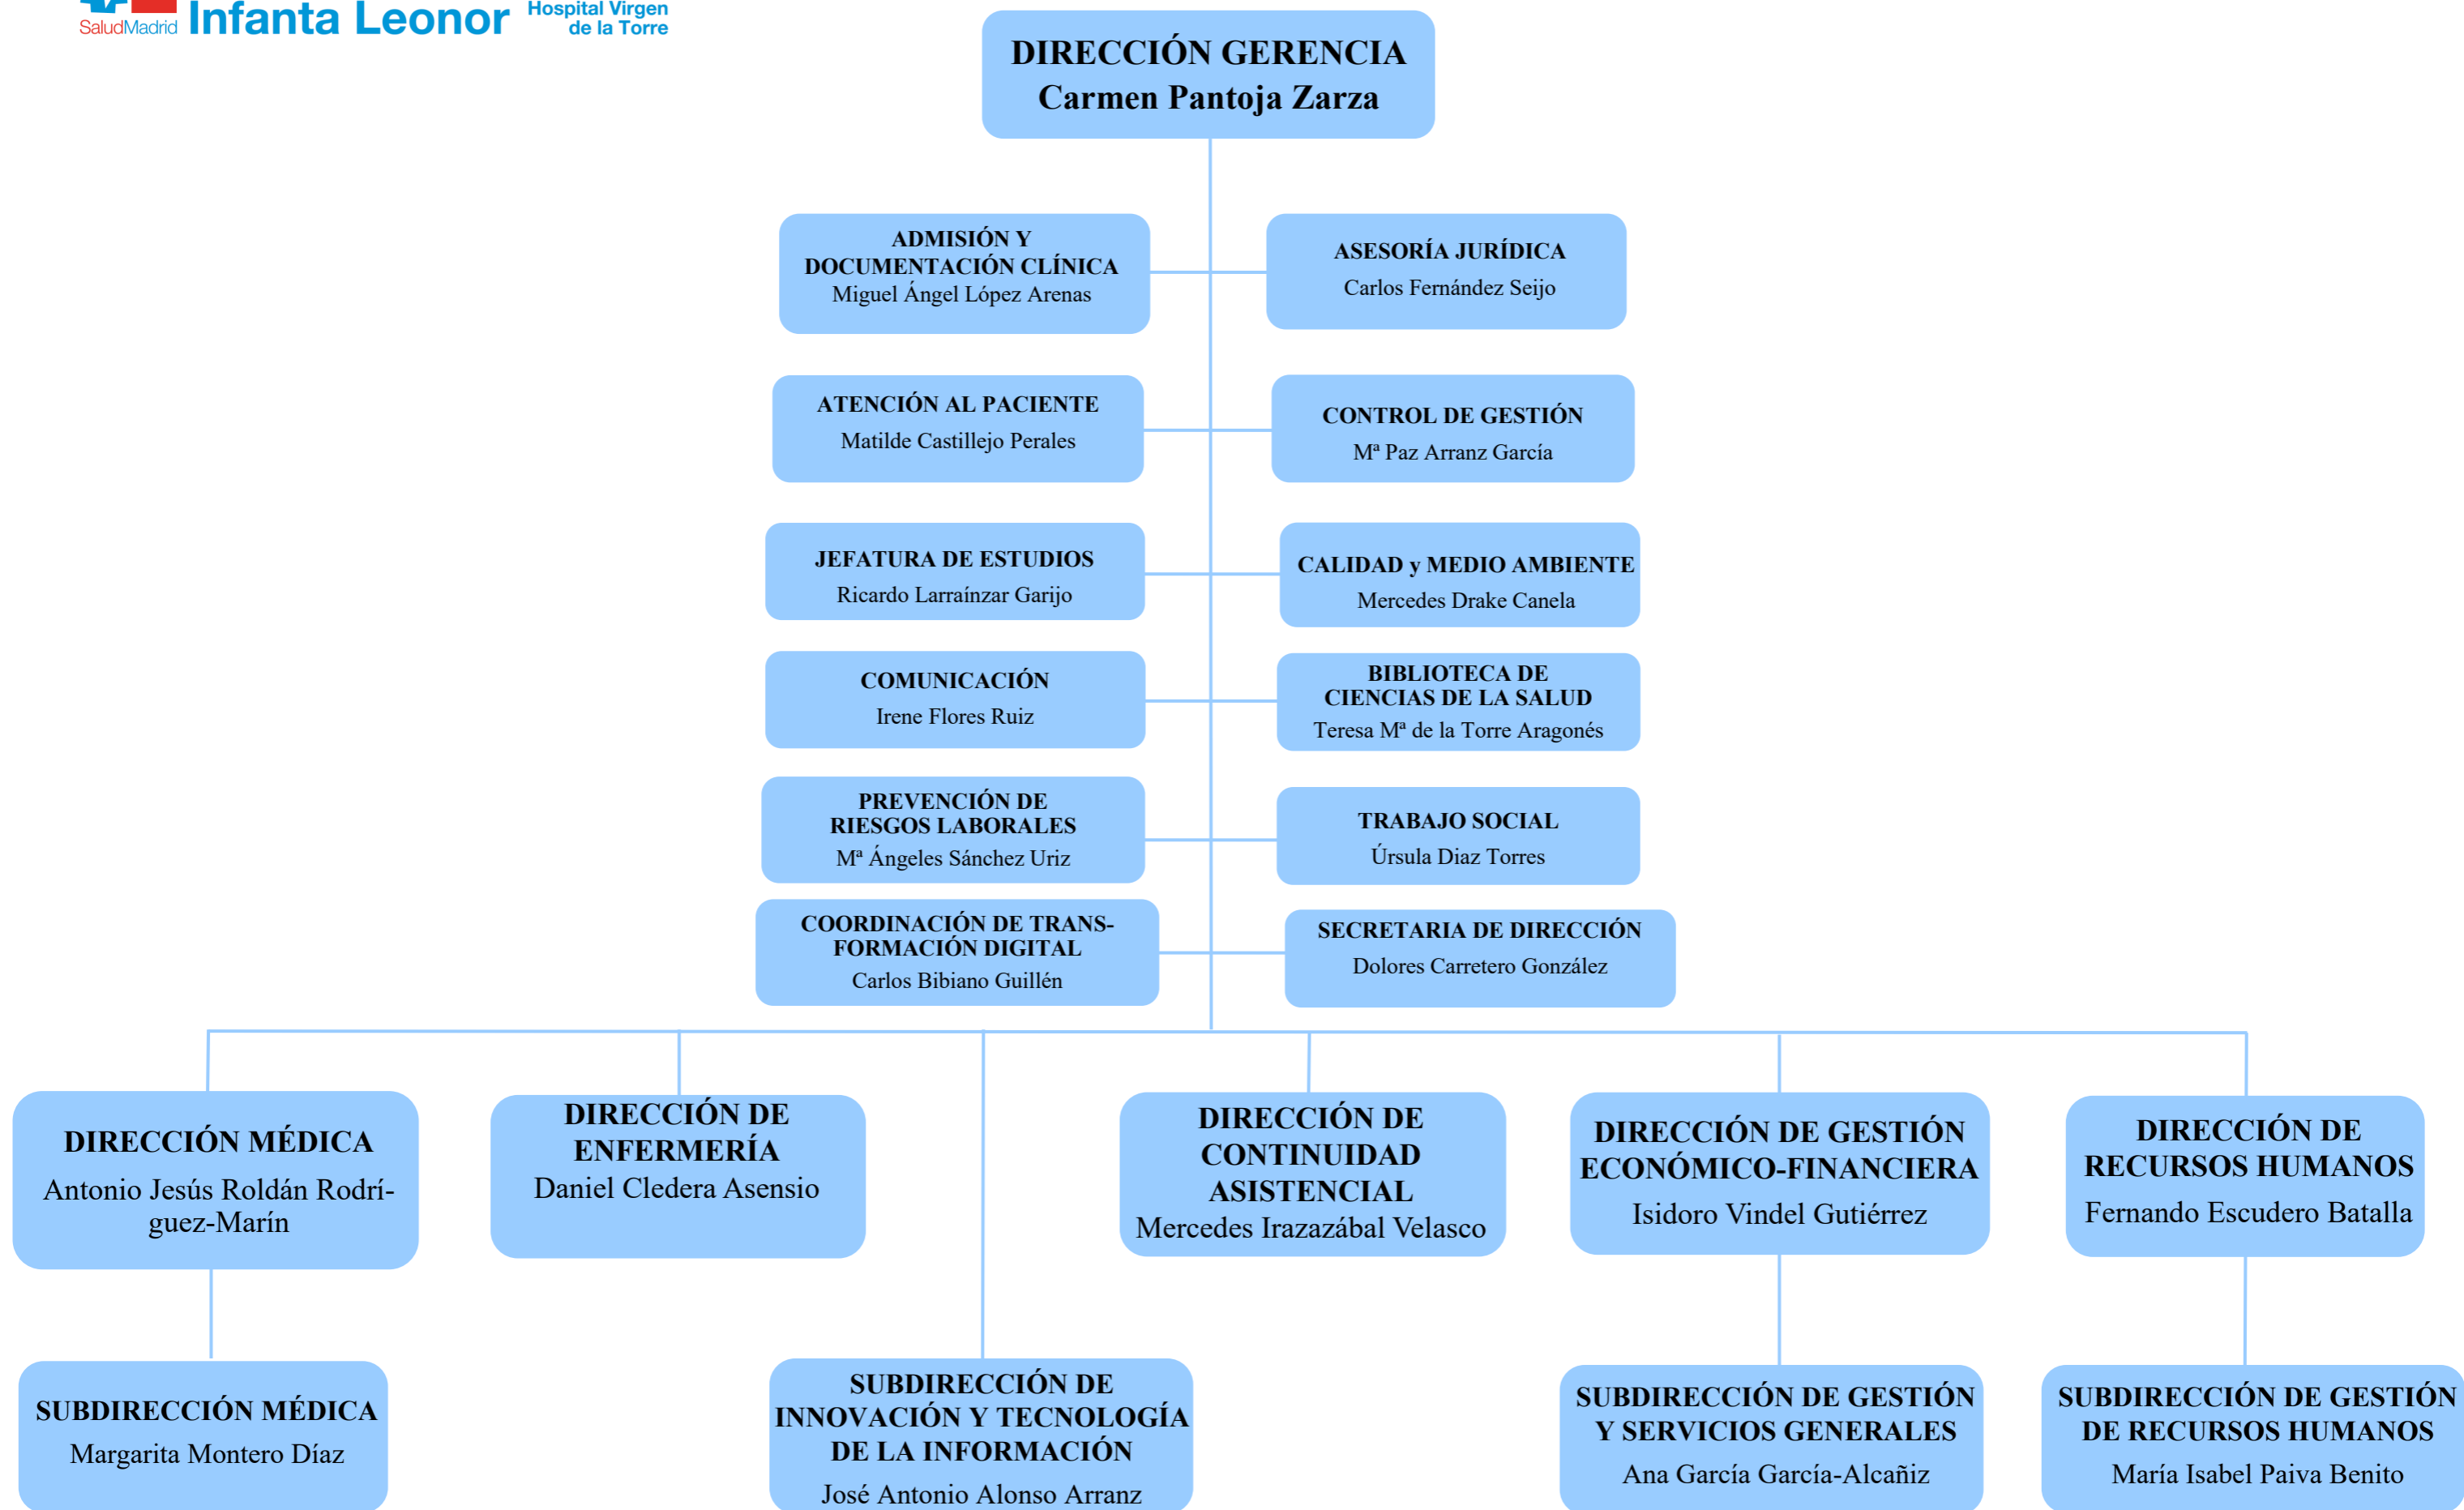 SaludMadrid
Infanta Leonor
Hospital Virgen
de la Torre
DIRECCIÓN GERENCIA
Carmen Pantoja Zarza
ADMISIÓN Y
DOCUMENTACIÓN CLÍNICA
Miguel Ángel López Arenas
ASESORÍA JURÍDICA
Carlos Fernández Seijo
ATENCIÓN AL PACIENTE
Matilde Castillejo Perales
CONTROL DE GESTIÓN
Mª Paz Arranz García
JEFATURA DE ESTUDIOS
Ricardo Larraínzar Garijo
CALIDAD y MEDIO AMBIENTE
Mercedes Drake Canela
COMUNICACIÓN
Irene Flores Ruiz
BIBLIOTECA DE
CIENCIAS DE LA SALUD
Teresa Mª de la Torre Aragonés
PREVENCIÓN DE
RIESGOS LABORALES
Mª Ángeles Sánchez Uriz
TRABAJO SOCIAL
Úrsula Diaz Torres
COORDINACIÓN DE TRANS-
FORMACIÓN DIGITAL
Carlos Bibiano Guillén
SECRETARIA DE DIRECCIÓN
Dolores Carretero González
DIRECCIÓN MÉDICA
Antonio Jesús Roldán Rodrí-
guez-Marín
DIRECCIÓN DE
ENFERMERÍA
Daniel Cledera Asensio
DIRECCIÓN DE
CONTINUIDAD
ASISTENCIAL
Mercedes Irazazábal Velasco
DIRECCIÓN DE GESTIÓN
ECONÓMICO-FINANCIERA
Isidoro Vindel Gutiérrez
DIRECCIÓN DE
RECURSOS HUMANOS
Fernando Escudero Batalla
SUBDIRECCIÓN MÉDICA
Margarita Montero Díaz
SUBDIRECCIÓN DE
INNOVACIÓN Y TECNOLOGÍA
DE LA INFORMACIÓN
José Antonio Alonso Arranz
SUBDIRECCIÓN DE GESTIÓN
Y SERVICIOS GENERALES
Ana García García-Alcañiz
SUBDIRECCIÓN DE GESTIÓN
DE RECURSOS HUMANOS
María Isabel Paiva Benito